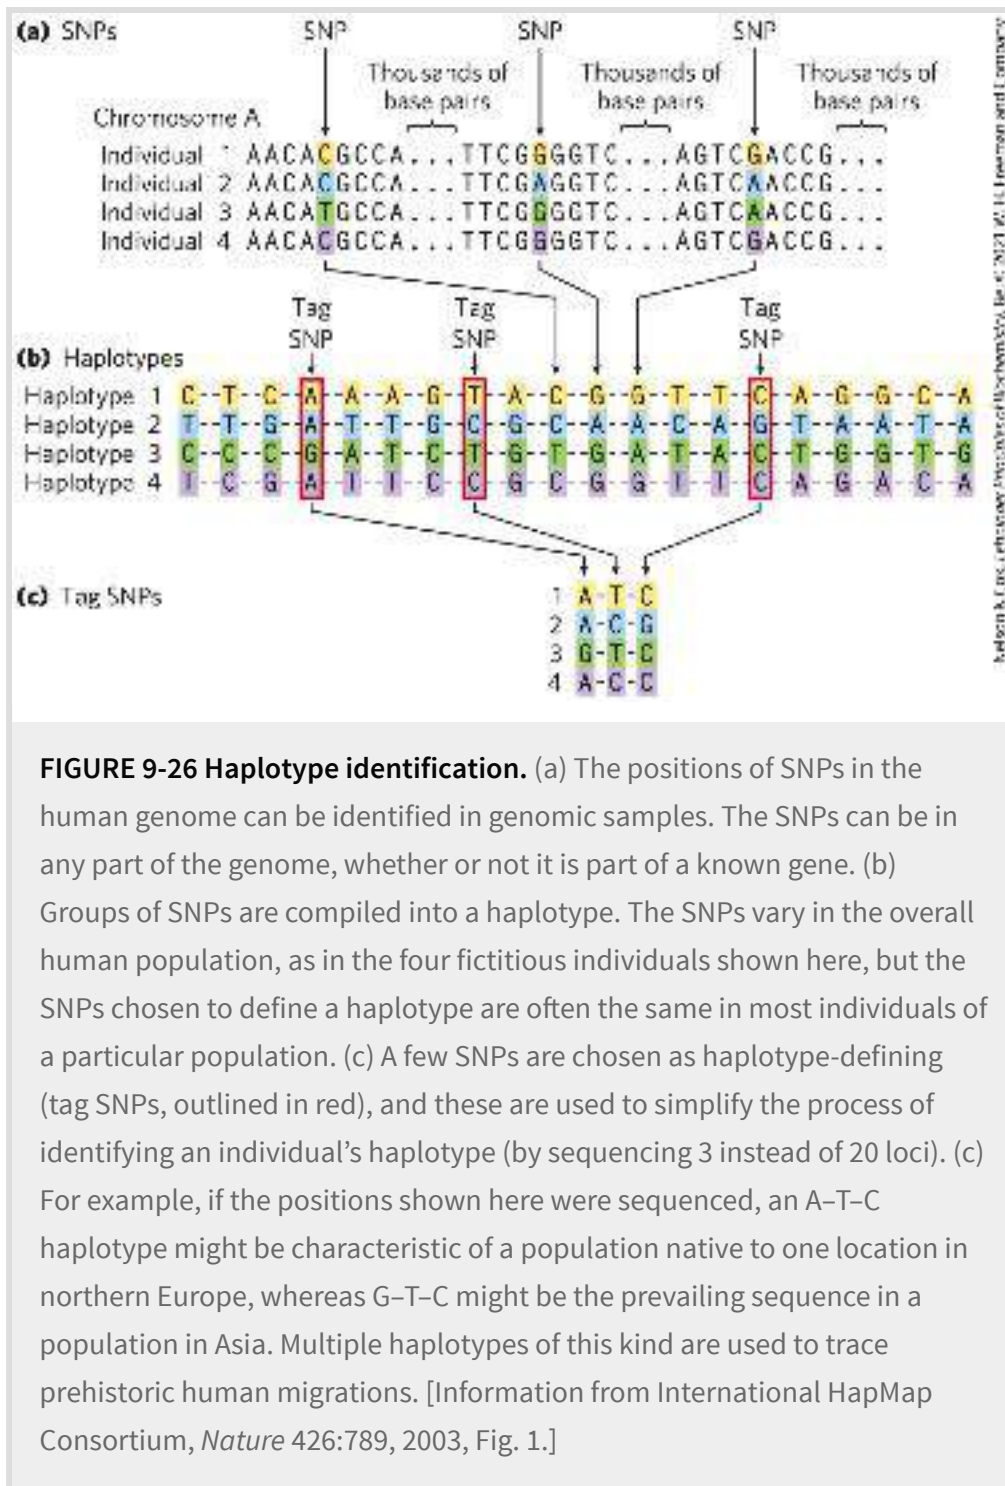 (a) SNPs SNP SNP SNP
Thousands of base pairs Thousands of base pairs Thousands of base pairs
Chromosome A
Individual 1 AACACGCCA...TTCGGGGTC...AGTCGACCG...
Individual 2 AACACGCCA...TTCGAGGTC...AGTCAACCG...
Individual 3 AACATGCCA...TTCGGGGTC...AGTCAACCG...
Individual 4 AACACGCCA...TTCGGGGTC...AGTCGACCG...
Tag SNP Tag SNP Tag SNP
(b) Haplotypes
Haplotype 1 C-T-C-A-A-A-G-T-A-C-G-G-T-T-C-A-G-G-C-A
Haplotype 2 T-T-G-A-T-T-G-C-G-C-A-A-C-A-G-T-A-A-T-A
Haplotype 3 C-C-C-G-A-T-C-T-G-T-G-A-T-A-C-T-G-G-T-G
Haplotype 4 T-C-G-A-T-T-C-C-G-C-G-G-T-T-C-A-G-A-C-A
(c) Tag SNPs
1 A-T-C
2 A-C-G
3 G-T-C
4 A-C-C
FIGURE 9-26 Haplotype identification. (a) The positions of SNPs in the
human genome can be identified in genomic samples. The SNPs can be in
any part of the genome, whether or not it is part of a known gene. (b)
Groups of SNPs are compiled into a haplotype. The SNPs vary in the overall
human population, as in the four fictitious individuals shown here, but the
SNPs chosen to define a haplotype are often the same in most individuals of
a particular population. (c) A few SNPs are chosen as haplotype-defining
(tag SNPs, outlined in red), and these are used to simplify the process of
identifying an individual's haplotype (by sequencing 3 instead of 20 loci). (c)
For example, if the positions shown here were sequenced, an A–T–C
haplotype might be characteristic of a population native to one location in
northern Europe, whereas G–T–C might be the prevailing sequence in a
population in Asia. Multiple haplotypes of this kind are used to trace
prehistoric human migrations. [Information from International HapMap
Consortium, Nature 426:789, 2003, Fig. 1.]